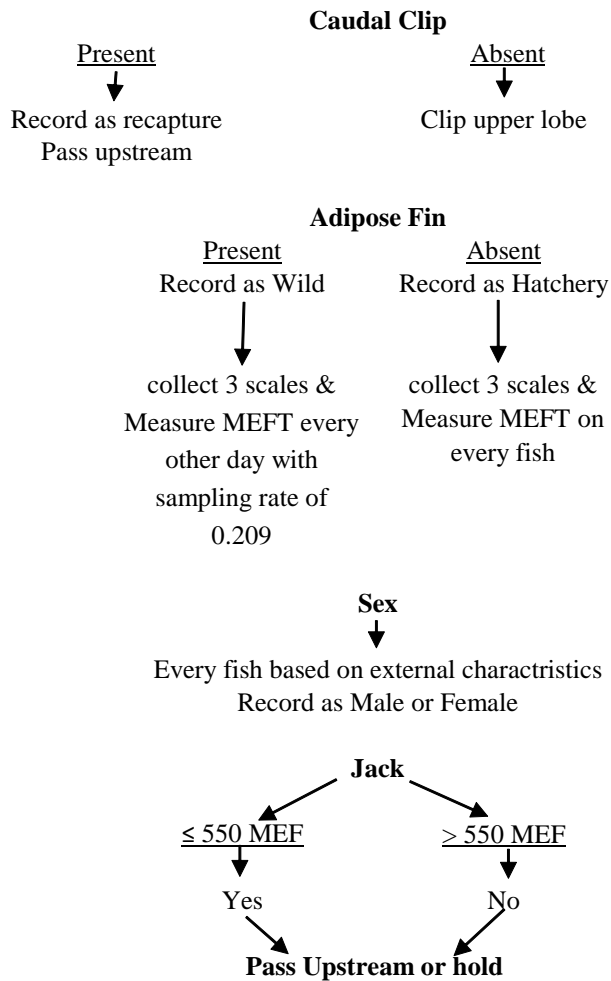 Caudal Clip
Present
Absent
Record as recapture
Pass upstream
Clip upper lobe
Adipose Fin
Present
Record as Wild
Absent
Record as Hatchery
collect 3 scales &
Measure MEFT every
other day with
sampling rate of
0.209
collect 3 scales &
Measure MEFT on
every fish
Sex
Every fish based on external charactristics
Record as Male or Female
Jack
≤ 550 MEF
> 550 MEF
Yes
No
Pass Upstream or hold